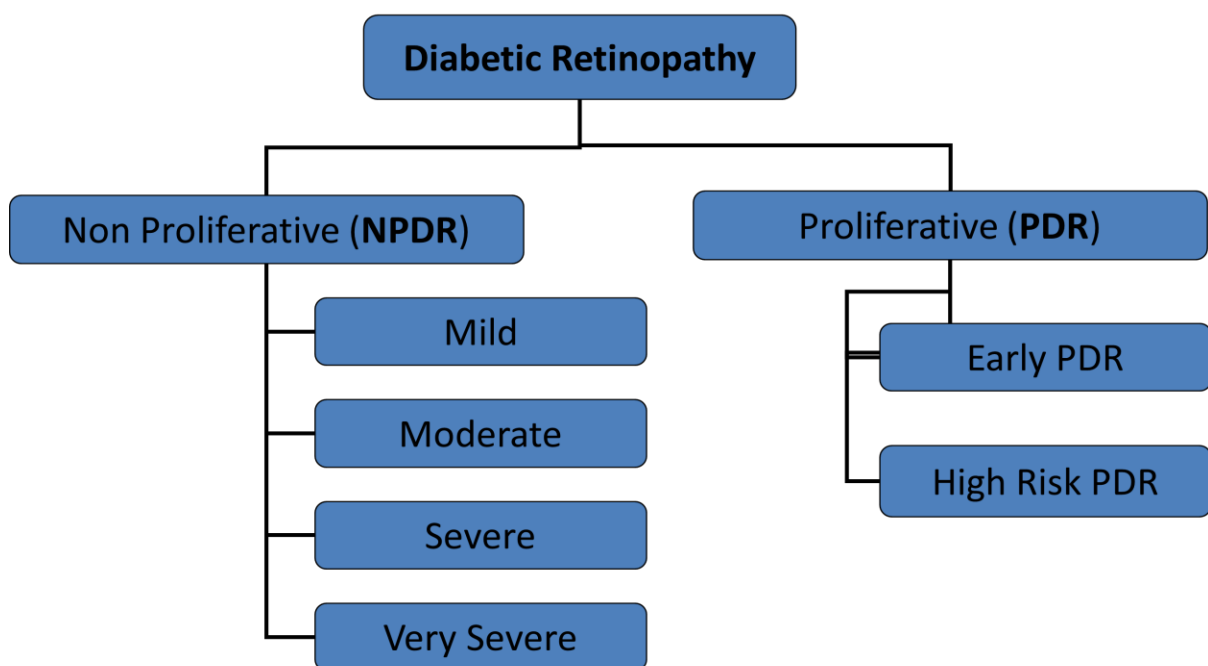 Diabetic Retinopathy
Non Proliferative (NPDR)
Mild
Moderate
Severe
Very Severe
Proliferative (PDR)
Early PDR
High Risk PDR